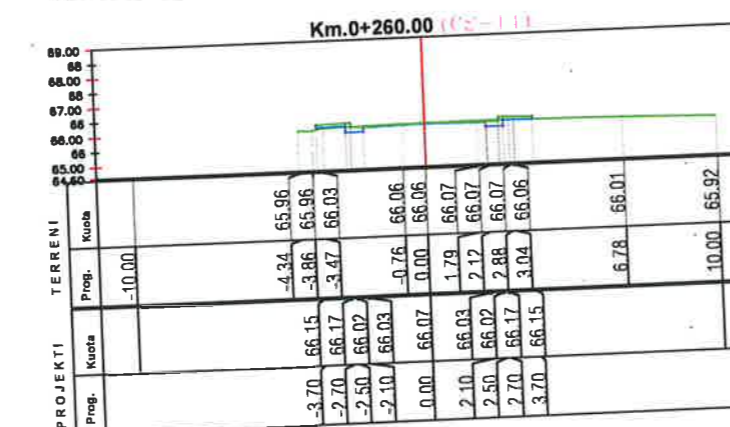 Km.0+260.00 (CS-11)
69.00
68
68.00
66
67.00
66
66.00
66
65.00
64.50
TERRENI
Kuota
65.96 65.96 66.03 66.06 66.06 66.07 66.07 66.07 66.06 66.01 65.92
Prog.
-10.00 -4.34 -3.86 -3.47 -0.76 0.00 1.79 2.12 2.88 3.04 6.78 10.00
PROJEKTI
Kuota
66.15 66.17 66.02 66.03 66.07 66.03 66.02 66.17 66.15
Prog.
-3.70 -2.70 -2.50 -2.10 0.00 2.10 2.50 2.70 3.70